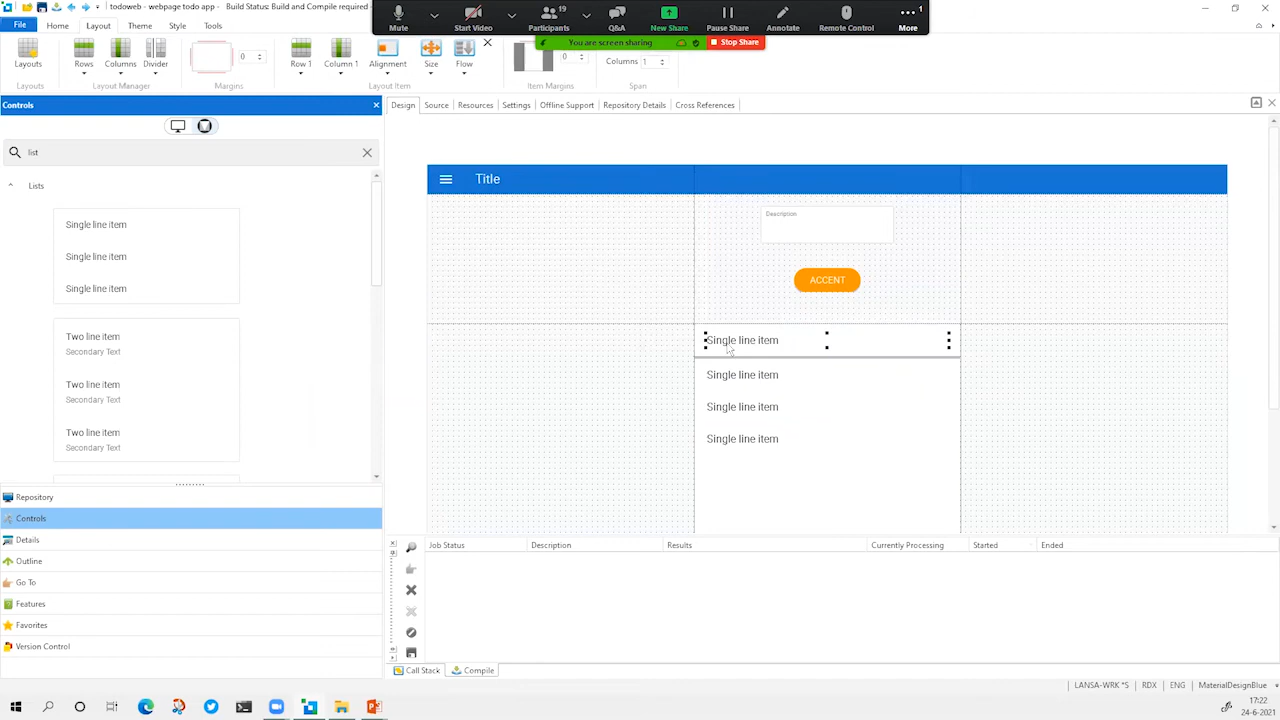 todoweb - webpage todo app - Build Status: Build and Compile required
File Home Layout Theme Style Tools
Mute Start Video Participants 19 Q&A New Share Pause Share Annotate Remote Control More 1
You are screen sharing Stop Share
Layouts Rows Columns Divider 0 Row 1 Column 1 Alignment Size Flow 0 Columns 1
Layouts Layout Manager Margins Layout Item Item Margins Span
Controls
list
Lists
Single line item
Single line item
Single line item
Two line item
Secondary Text
Two line item
Secondary Text
Two line item
Secondary Text
Repository
Controls
Details
Outline
Go To
Features
Favorites
Version Control
Design Source Resources Settings Offline Support Repository Details Cross References
Title
Description
ACCENT
Single line item
Single line item
Single line item
Single line item
Job Status Description Results Currently Processing Started Ended
Call Stack Compile
LANSA-WRK *S RDX ENG MaterialDesignBlue
17:22
24-6-2021